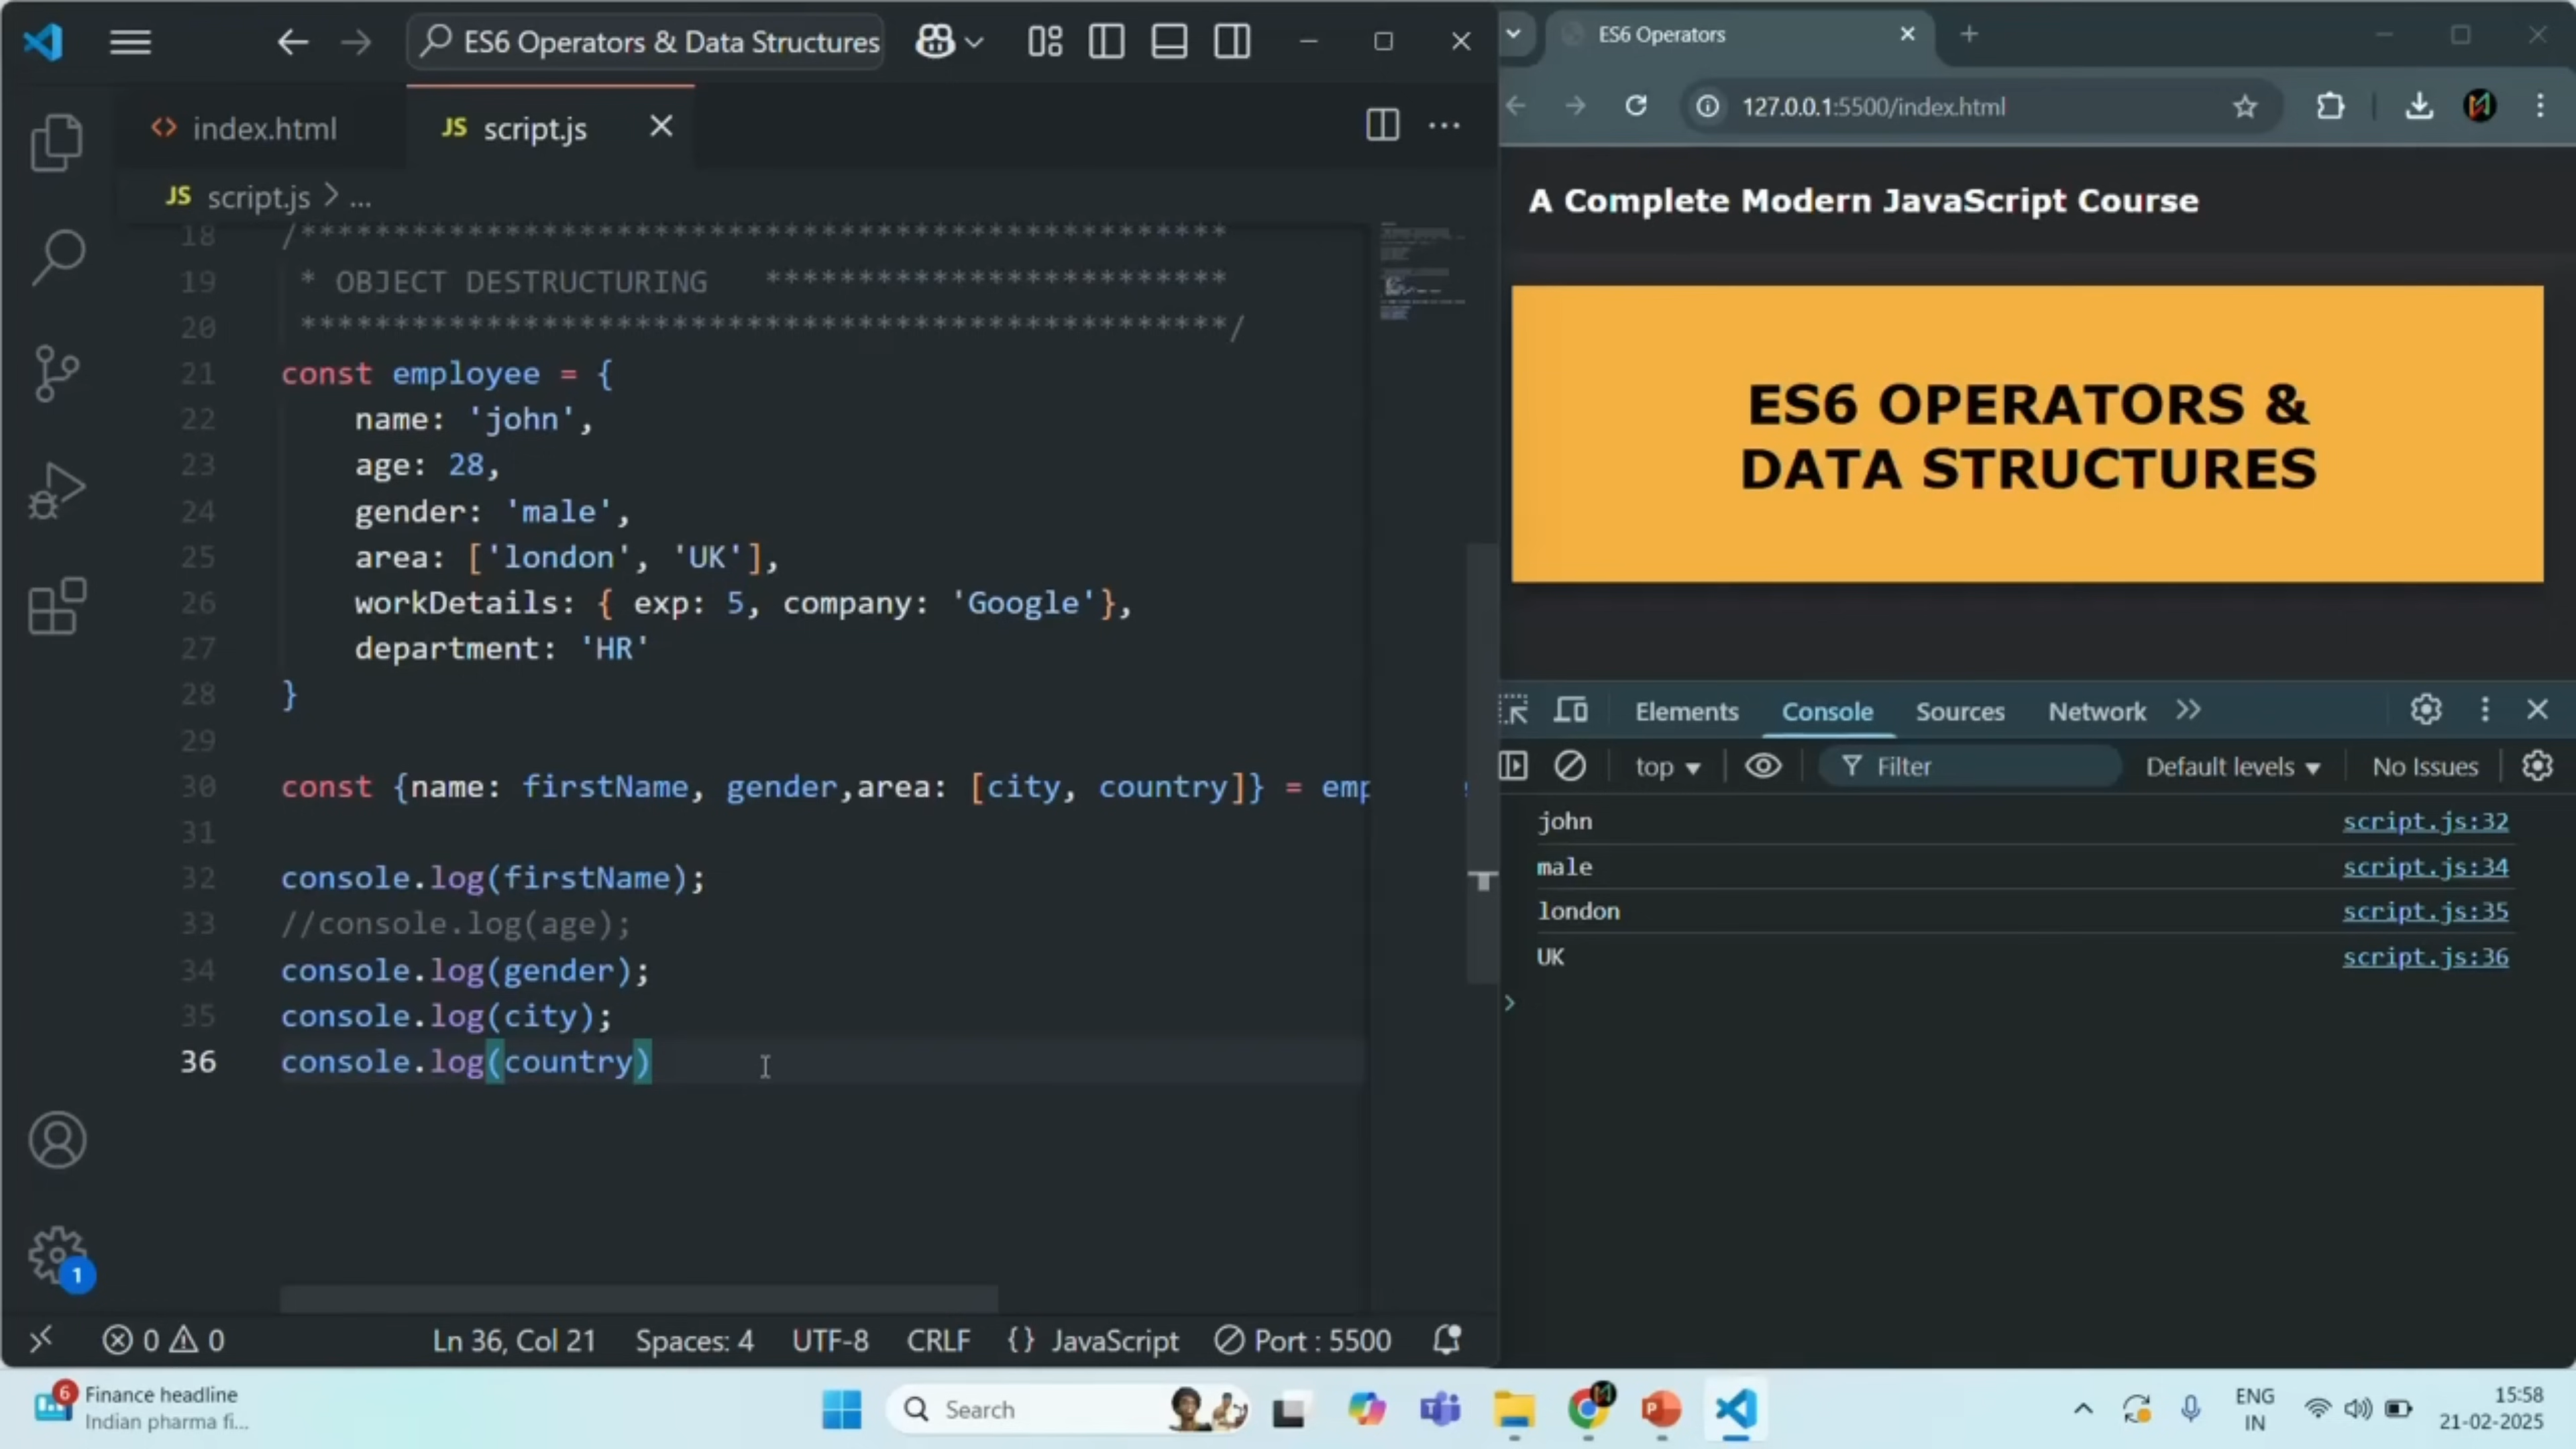 ES6 Operators & Data Structures
index.html
JS script.js
JS script.js > ...
18 /**************************************************
19 * OBJECT DESTRUCTURING *************************
20 **************************************************/
21 const employee = {
22 name: 'john',
23 age: 28,
24 gender: 'male',
25 area: ['london', 'UK'],
26 workDetails: { exp: 5, company: 'Google'},
27 department: 'HR'
28 }
29
30 const {name: firstName, gender,area: [city, country]} = emp
31
32 console.log(firstName);
33 //console.log(age);
34 console.log(gender);
35 console.log(city);
36 console.log(country)
1
0 0
Ln 36, Col 21
Spaces: 4
UTF-8
CRLF
{} JavaScript
Port : 5500
ES6 Operators
127.0.0.1:5500/index.html
A Complete Modern JavaScript Course
ES6 OPERATORS &
DATA STRUCTURES
Elements Console Sources Network
top Filter Default levels No Issues
john script.js:32
male script.js:34
london script.js:35
UK script.js:36
6
Finance headline
Indian pharma fi...
Search
ENG
IN
15:58
21-02-2025